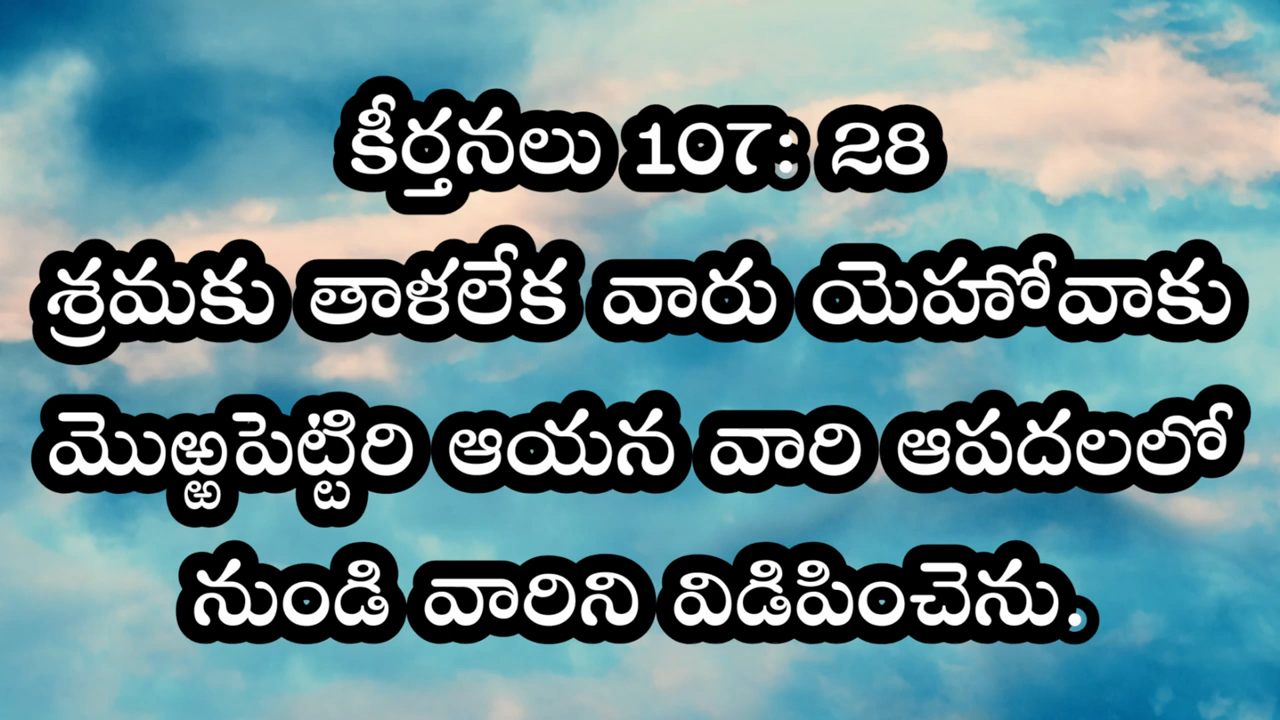 కీర్తనలు 107: 28
శ్రమకు తాళలేక వారు యెహోవాకు
మొఱ్ఱపెట్టిరి ఆయన వారి ఆపదలలో
నుండి వారిని విడిపించెను.